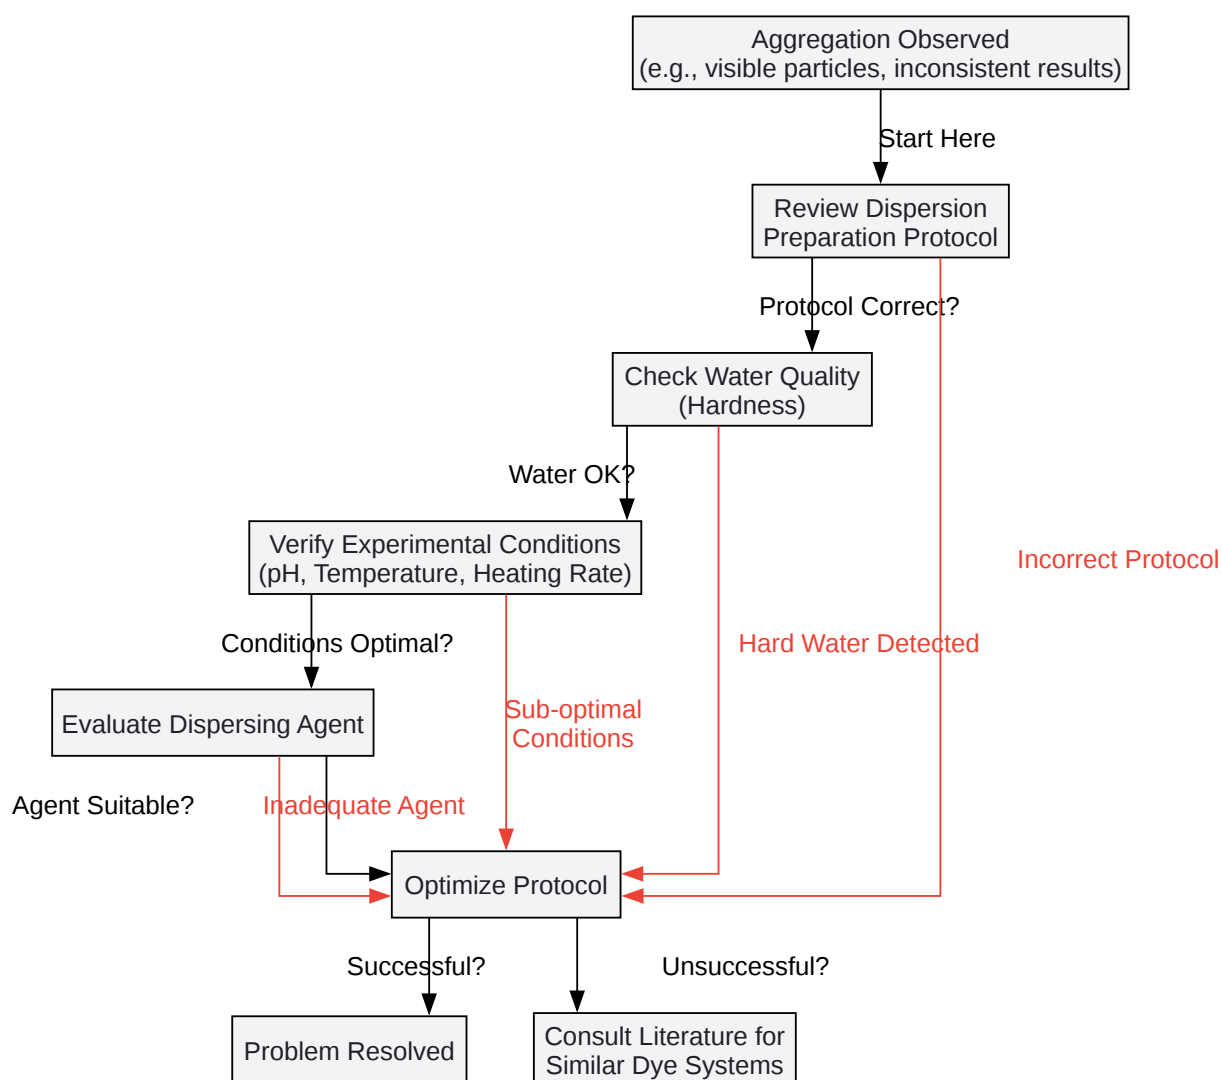 Aggregation Observed
(e.g., visible particles, inconsistent results)
Start Here
Review Dispersion
Preparation Protocol
Protocol Correct?
Check Water Quality
(Hardness)
Water OK?
Verify Experimental Conditions
(pH, Temperature, Heating Rate)
Incorrect Protocol
Conditions Optimal?
Hard Water Detected
Evaluate Dispersing Agent
Sub-optimal
Conditions
Agent Suitable?
Inadequate Agent
Optimize Protocol
Successful?
Unsuccessful?
Problem Resolved
Consult Literature for
Similar Dye Systems